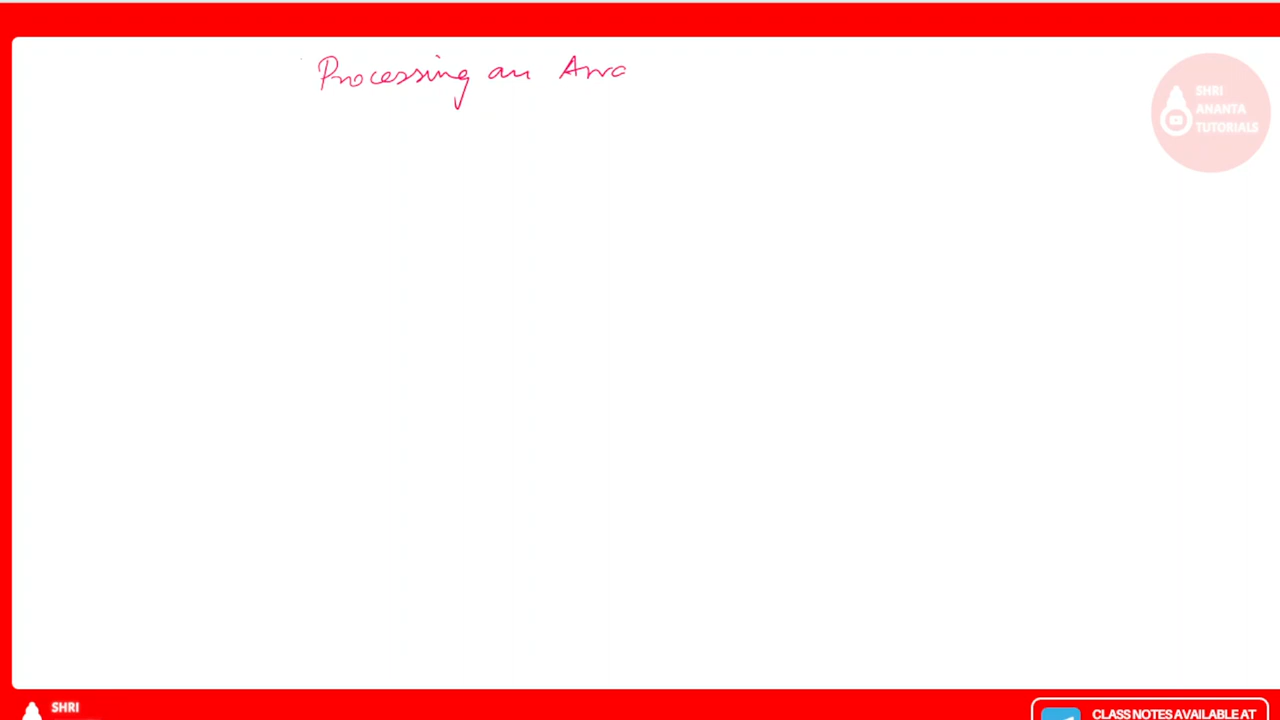 Processing an Arra
SHRI
ANANTA
TUTORIALS
SHRI
CLASS NOTES AVAILABLE AT